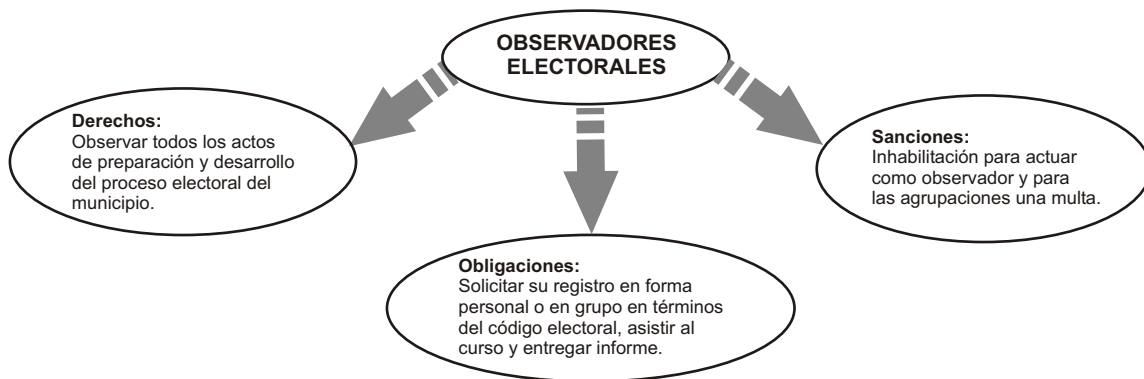 OBSERVADORES
ELECTORALES
Derechos:
Observar todos los actos
de preparación y desarrollo
del proceso electoral del
municipio.
Sanciones:
Inhabilitación para actuar
como observador y para
las agrupaciones una multa.
Obligaciones:
Solicitar su registro en forma
personal o en grupo en términos
del código electoral, asistir al
curso y entregar informe.